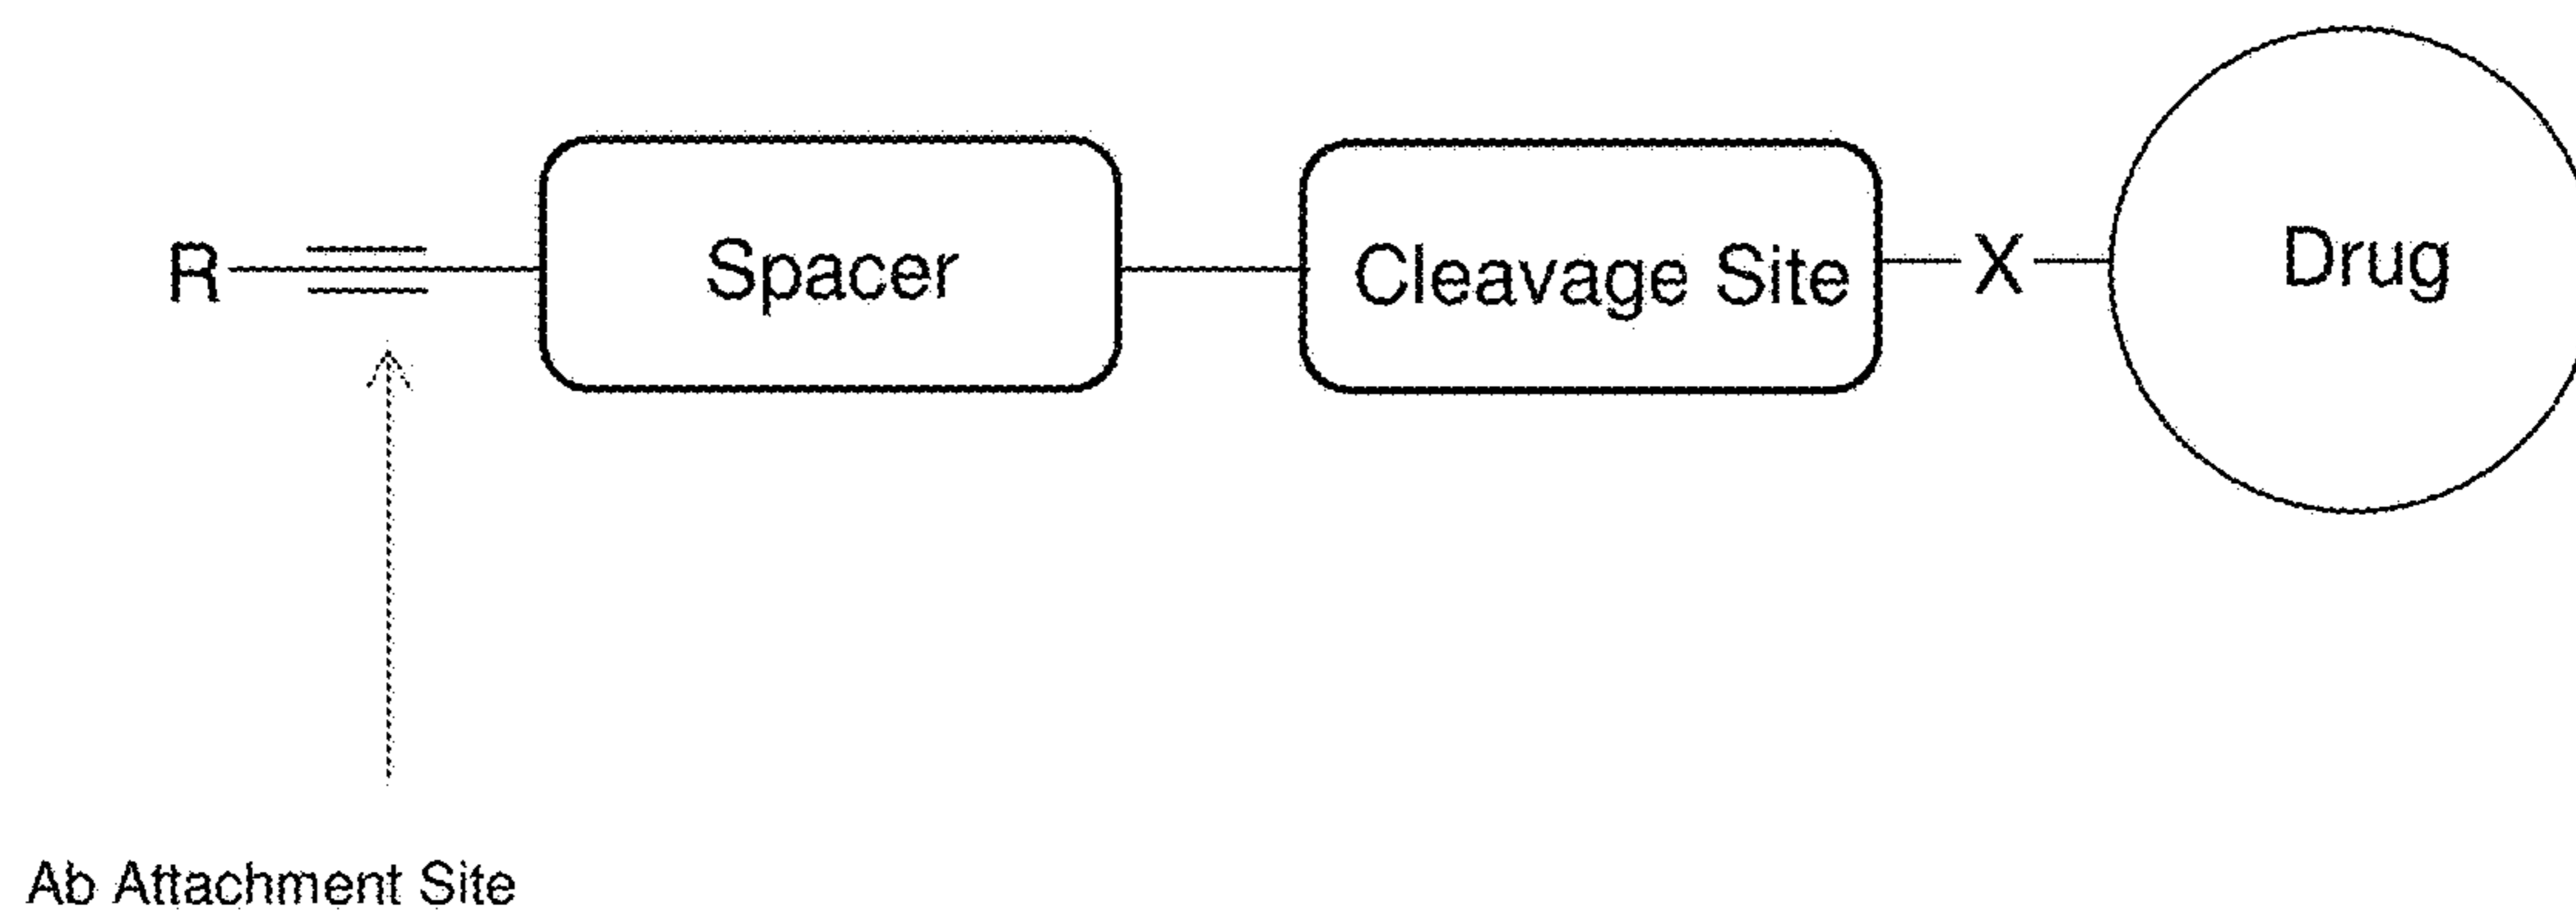 R
Spacer
Cleavage Site
X
Drug
Ab Attachment Site